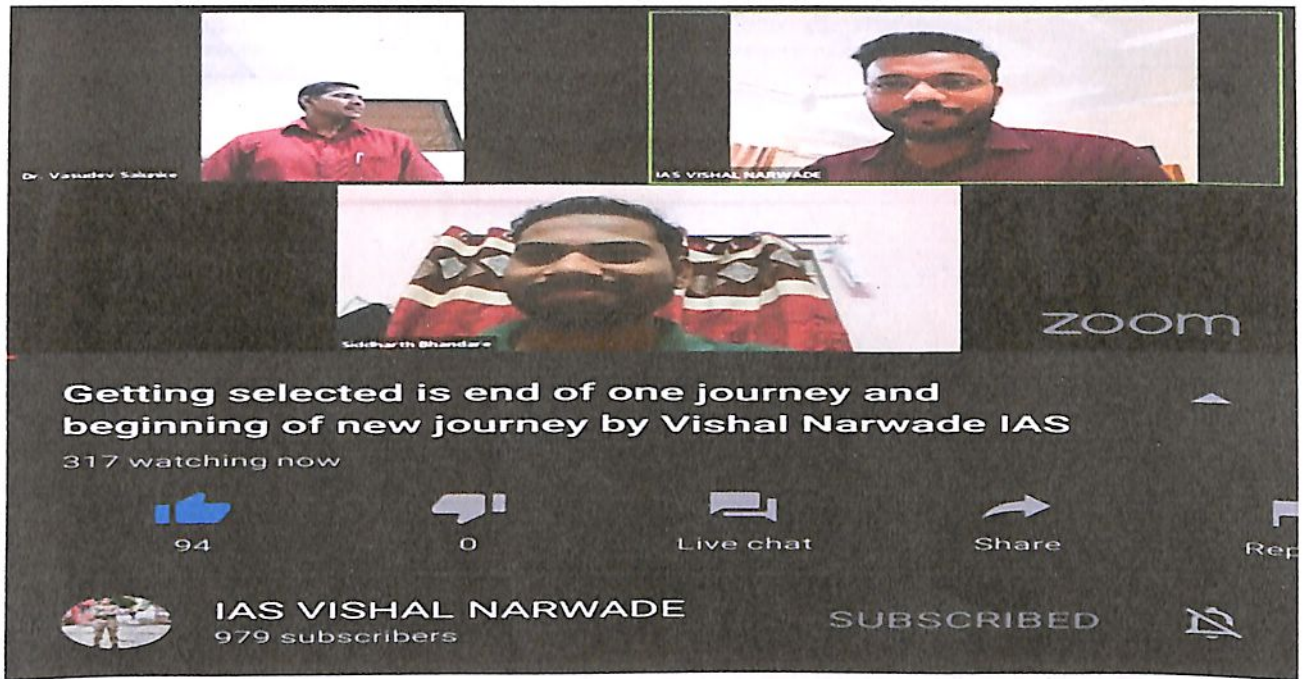 Dr. Vasudev Salunke
IAS VISHAL NARWADE
Siddharth Bhandare
zoom
Getting selected is end of one journey and
beginning of new journey by Vishal Narwade IAS
317 watching now
94
0
Live chat
Share
Rep
IAS VISHAL NARWADE
979 subscribers
SUBSCRIBED